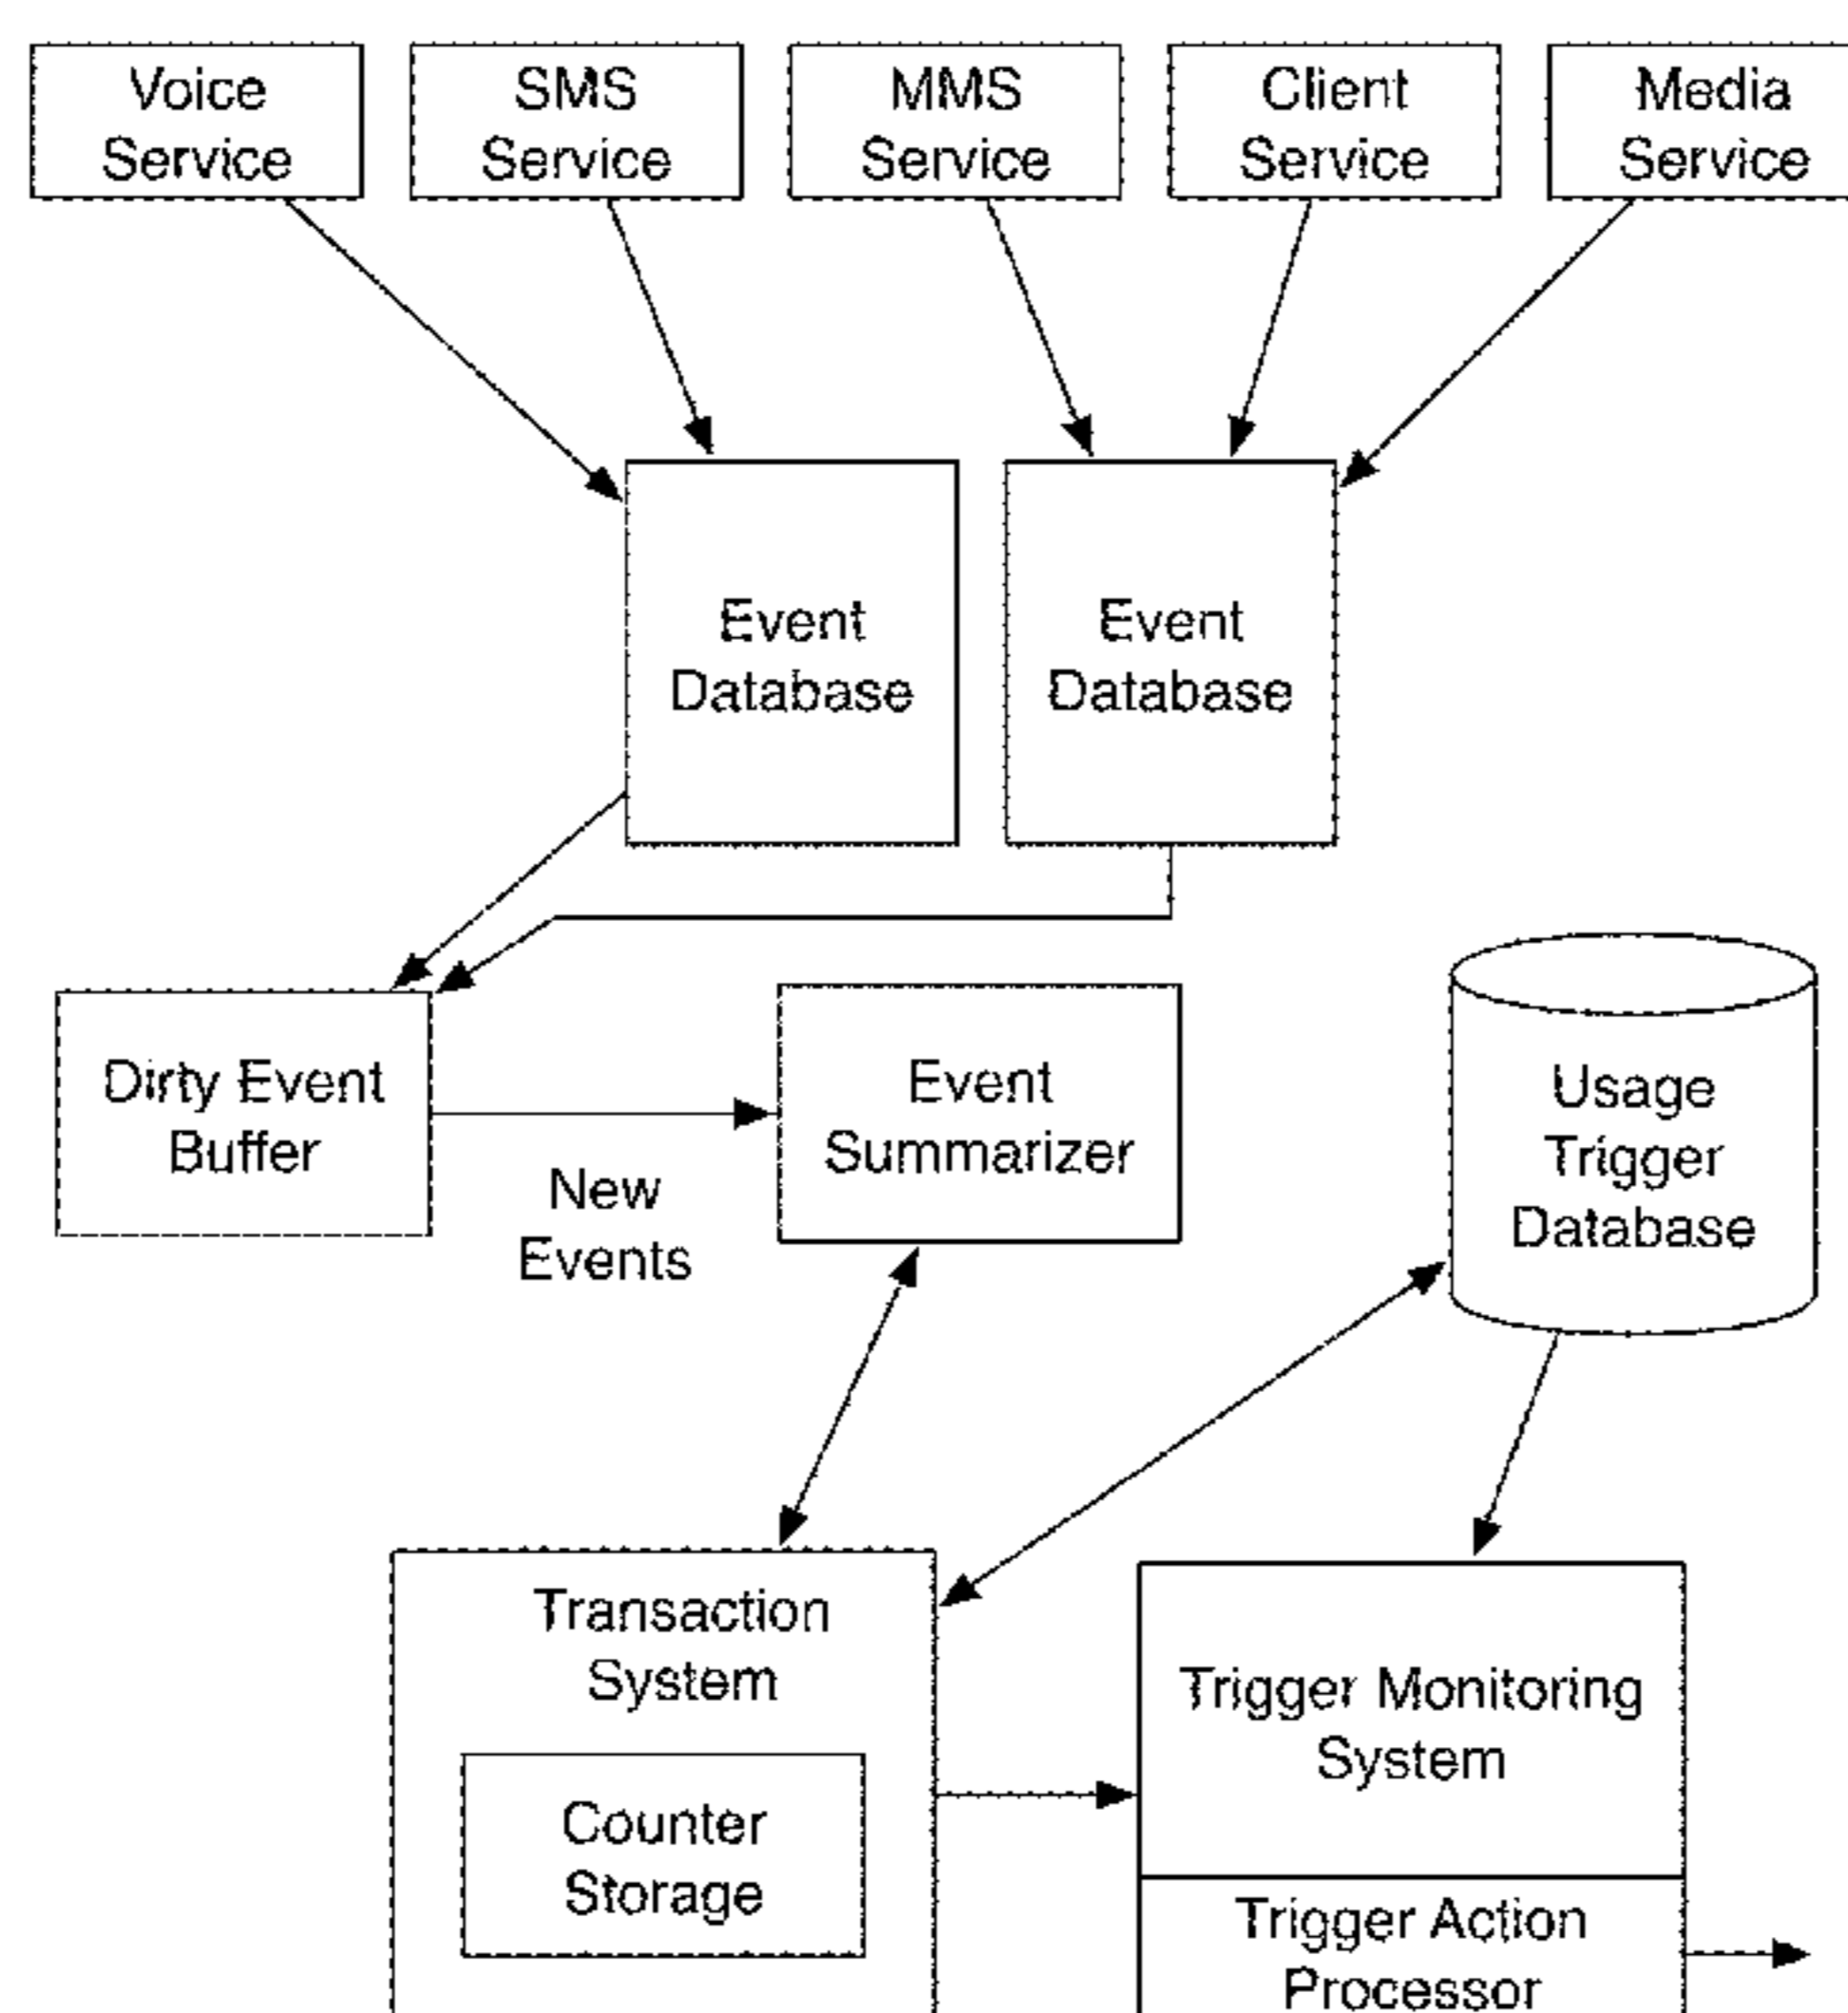 Voice
Service
SMS
Service
MMS
Service
Client
Service
Media
Service
Event
Database
Event
Database
Dirty Event
Buffer
New
Events
Event
Summarizer
Usage
Trigger
Database
Transaction
System
Counter
Storage
Trigger Monitoring
System
Trigger Action
Processor